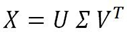 X = U Σ V^T